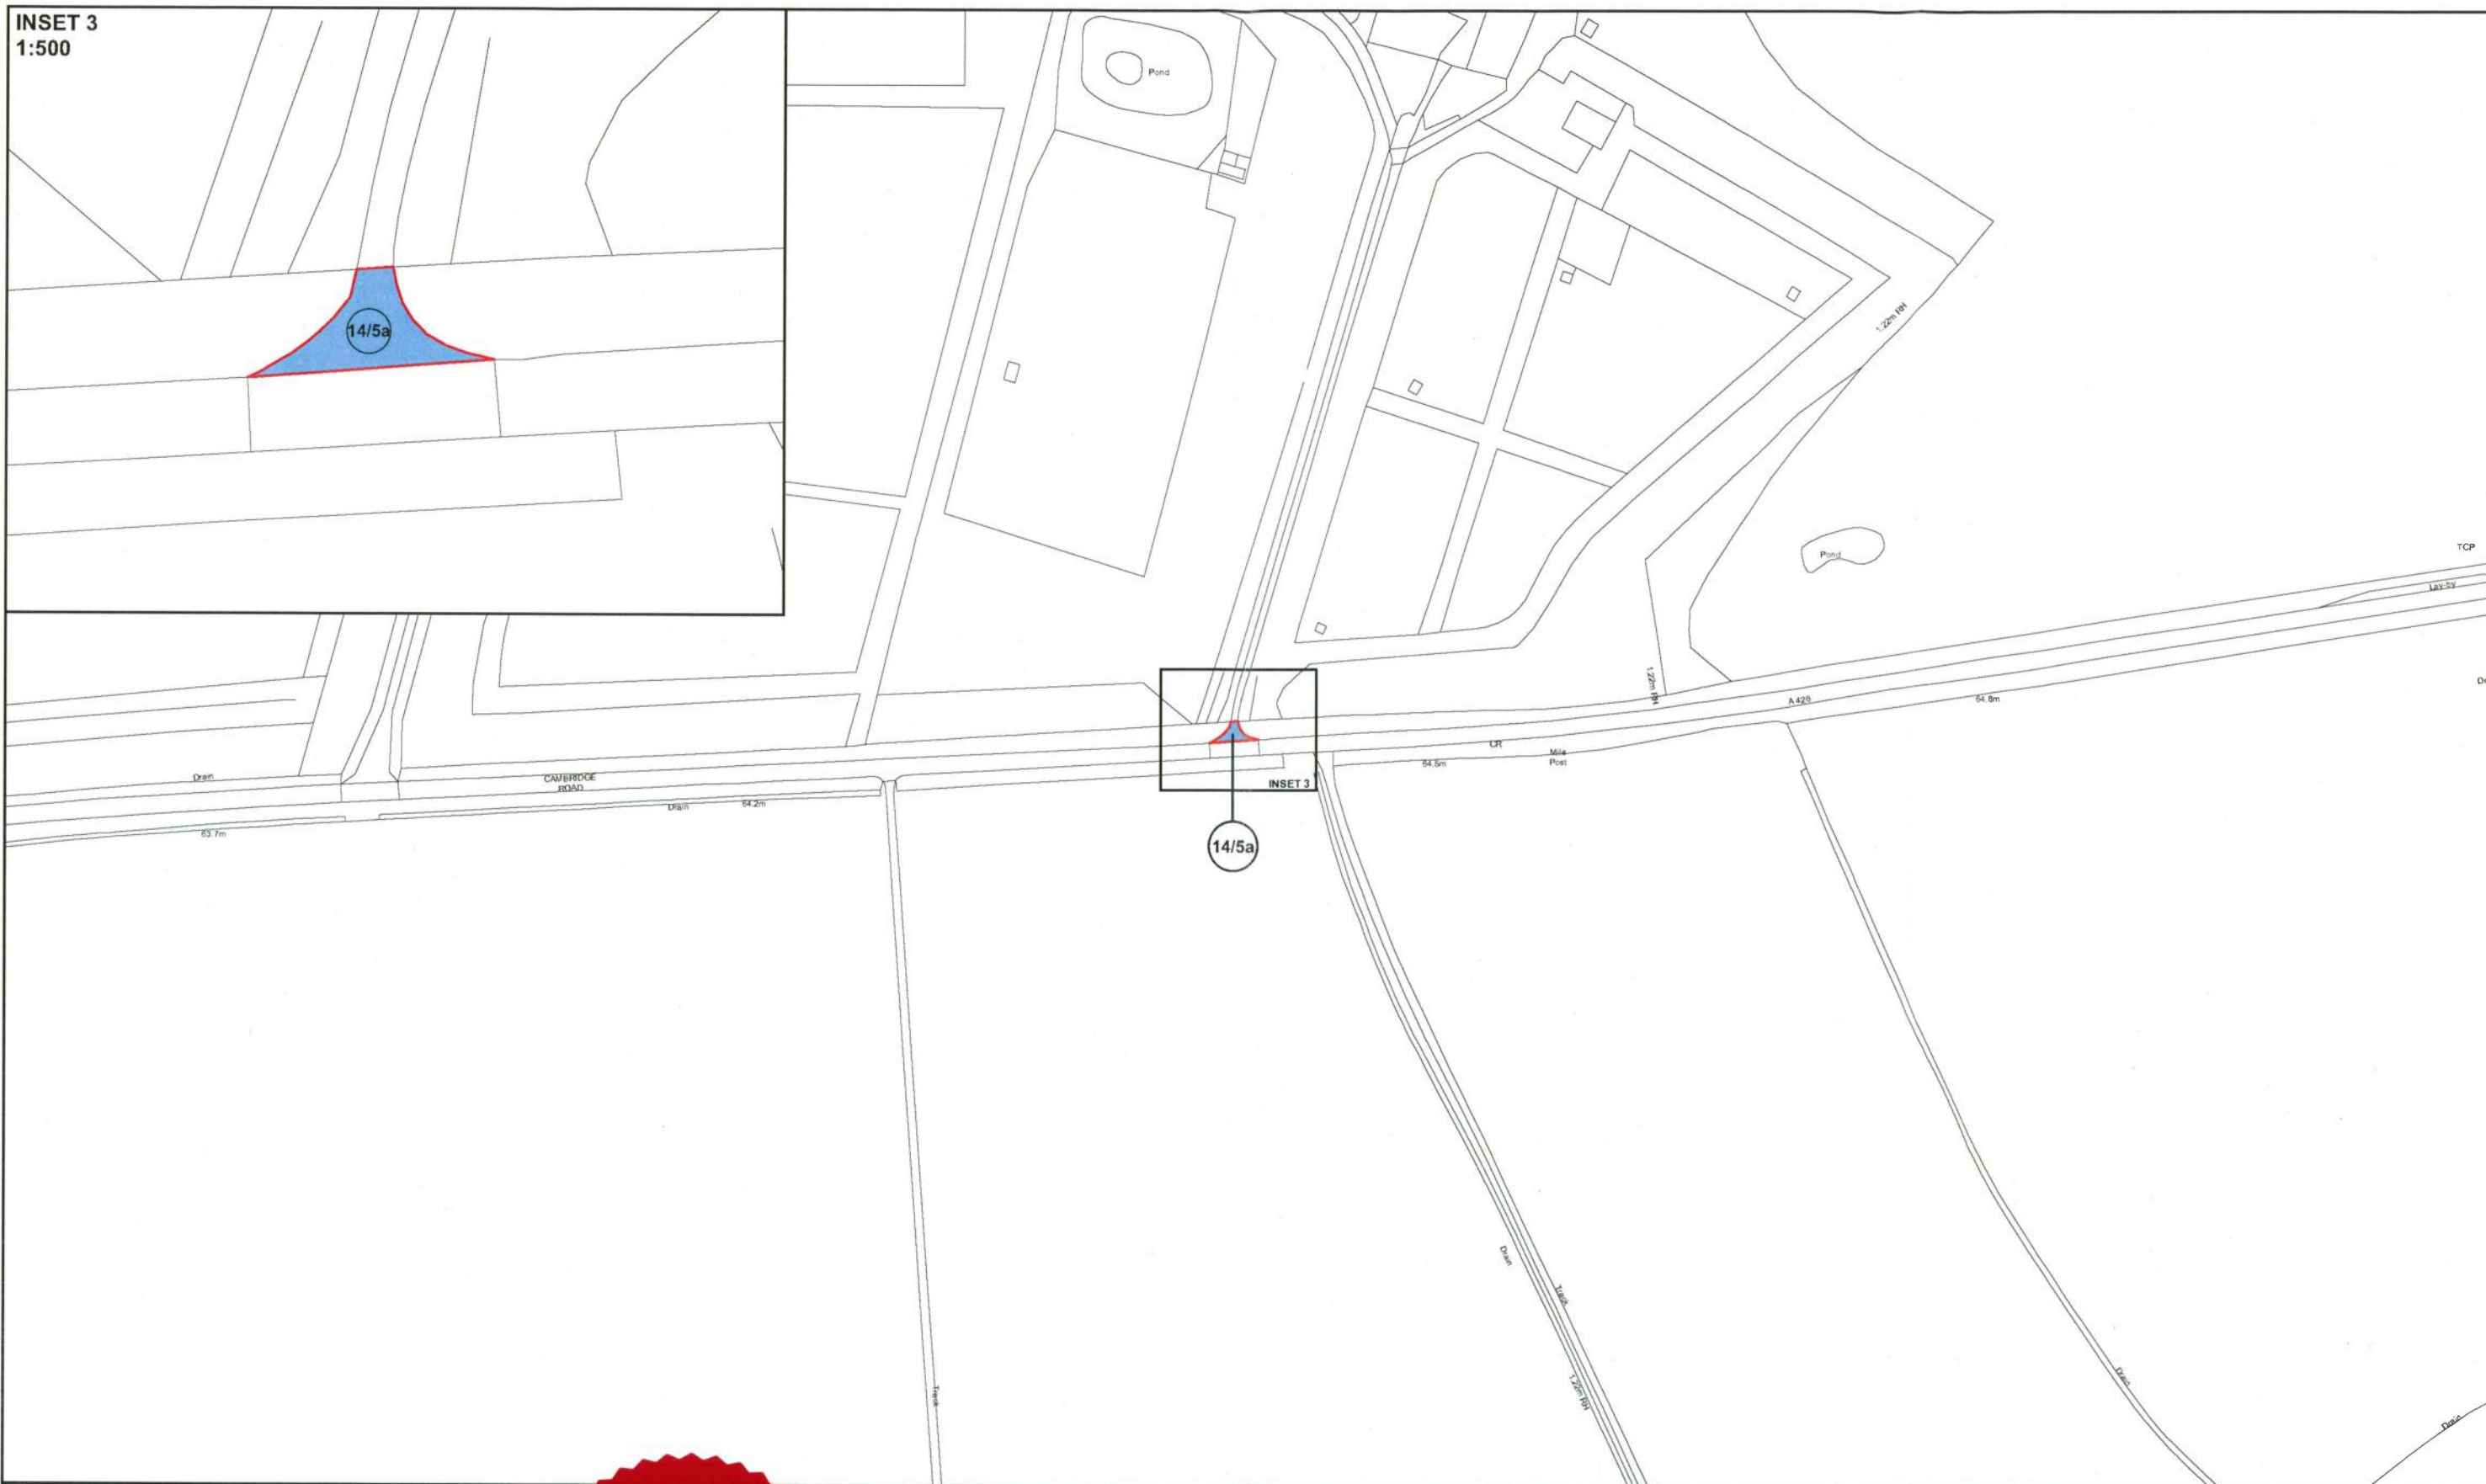 INSET 3
1:500
14/5a
Pond
1.22m RH
Pond
TCP
Lay-by
1.22m RH
A 428
64.8m
CR
Mile
Post
64.5m
Drain
CAMBRIDGE
ROAD
Drain
64.2m
63.7m
INSET 3
14/5a
Drain
Track
1.22m RH
Track
Drain
Drain